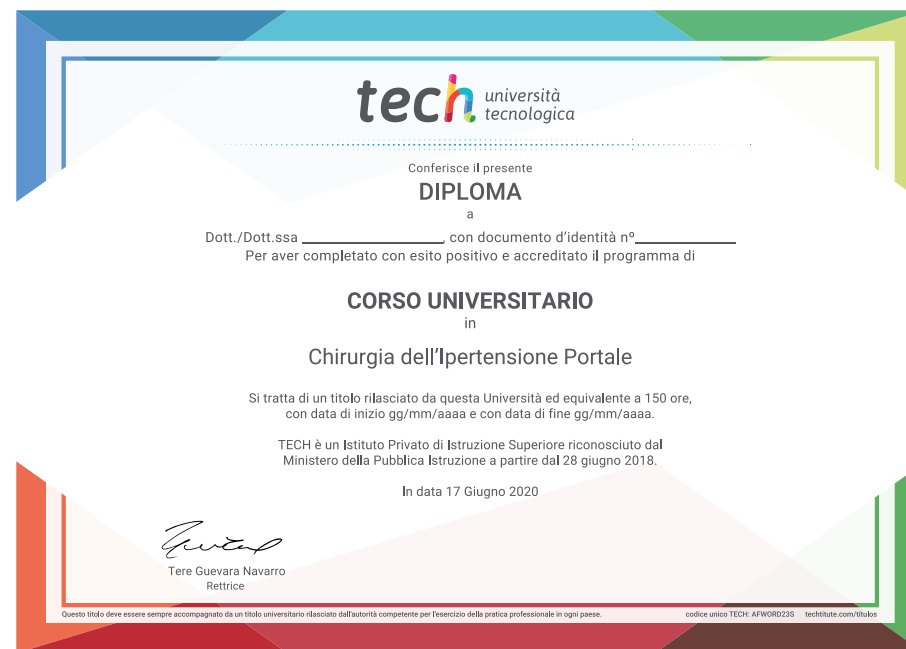 tech università
tecnologica
Conferisce il presente
DIPLOMA
a
Dott./Dott.ssa ____________________, con documento d'identità nº______________
Per aver completato con esito positivo e accreditato il programma di
CORSO UNIVERSITARIO
in
Chirurgia dell'Ipertensione Portale
Si tratta di un titolo rilasciato da questa Università ed equivalente a 150 ore,
con data di inizio gg/mm/aaaa e con data di fine gg/mm/aaaa.
TECH è un Istituto Privato di Istruzione Superiore riconosciuto dal
Ministero della Pubblica Istruzione a partire dal 28 giugno 2018.
In data 17 Giugno 2020
Tere Guevara Navarro
Rettrice
Questo titolo deve essere sempre accompagnato da un titolo universitario rilasciato dall'autorità competente per l'esercizio della pratica professionale in ogni paese. codice unico TECH: AFWORD23S techtitute.com/titulos